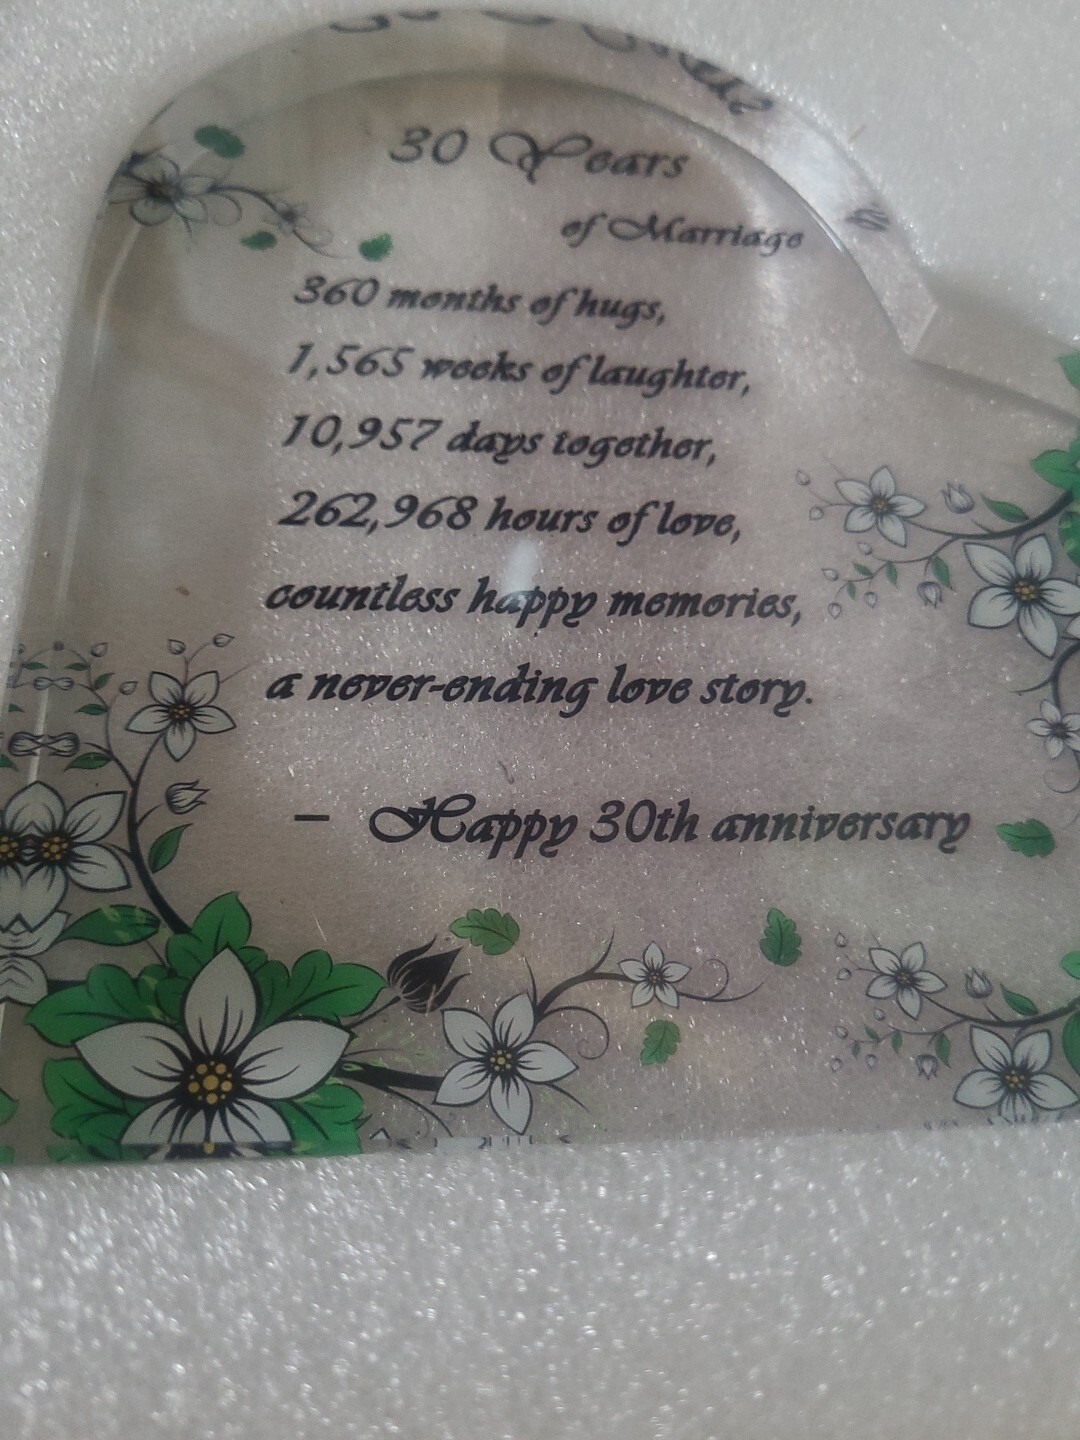 30 Years
of Marriage
360 months of hugs,
1,565 weeks of laughter,
10,957 days together,
262,968 hours of love,
countless happy memories,
a never-ending love story.
– Happy 30th anniversary